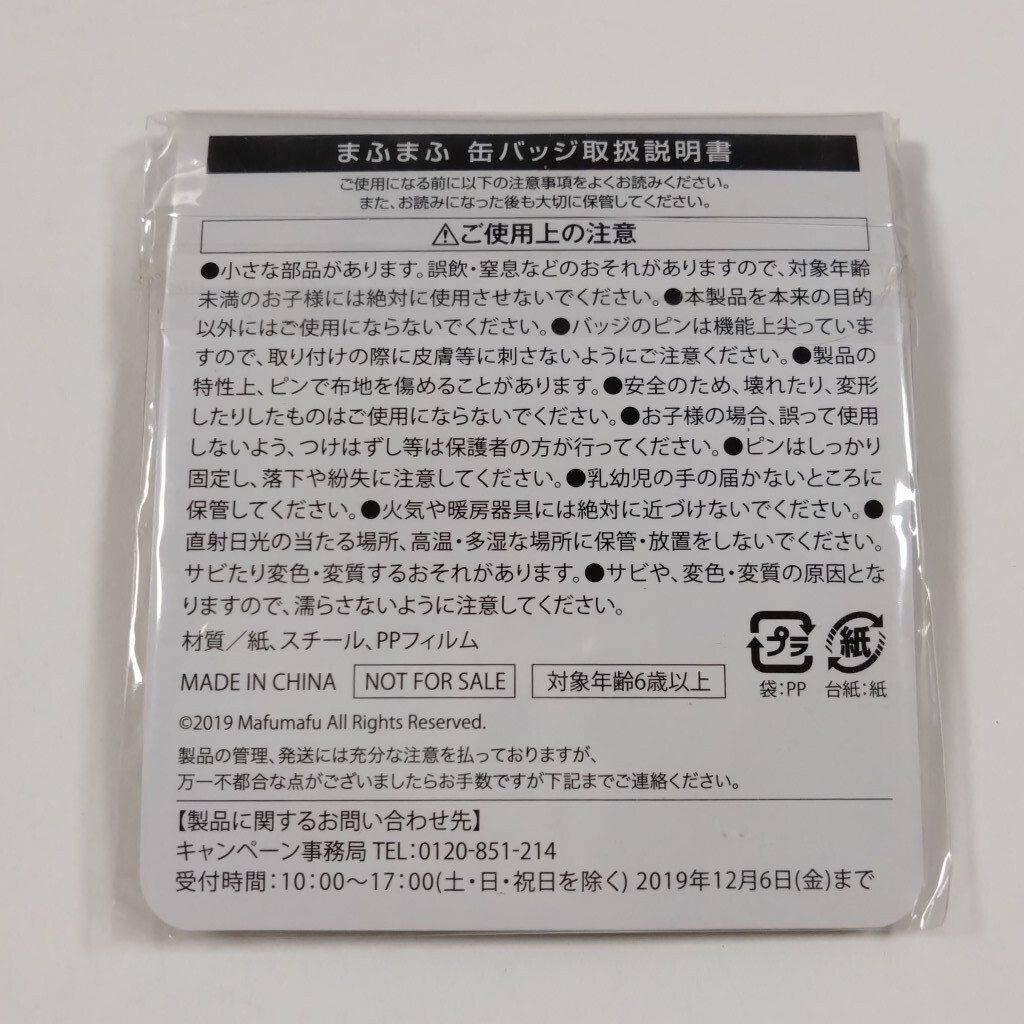 まふまふ 缶バッジ取扱説明書
ご使用になる前に以下の注意事項をよくお読みください。
また、お読みになった後も大切に保管してください。
⚠ご使用上の注意
●小さな部品があります。誤飲・窒息などのおそれがありますので、対象年齢
未満のお子様には絶対に使用させないでください。●本製品を本来の目的
以外にはご使用にならないでください。●バッジのピンは機能上尖っていま
すので、取り付けの際に皮膚等に刺さないようにご注意ください。●製品の
特性上、ピンで布地を傷めることがあります。●安全のため、壊れたり、変形
したりしたものはご使用にならないでください。●お子様の場合、誤って使用
しないよう、つけはずし等は保護者の方が行ってください。●ピンはしっかり
固定し、落下や紛失に注意してください。●乳幼児の手の届かないところに
保管してください。●火気や暖房器具には絶対に近づけないでください。●
直射日光の当たる場所、高温・多湿な場所に保管・放置をしないでください。
サビたり変色・変質するおそれがあります。●サビや、変色・変質の原因とな
りますので、濡らさないように注意してください。
材質／紙、スチール、PPフィルム
プラ 紙
袋：PP 台紙：紙
MADE IN CHINA NOT FOR SALE 対象年齢6歳以上
©2019 Mafumafu All Rights Reserved.
製品の管理、発送には充分な注意を払っておりますが、
万一不都合な点がございましたらお手数ですが下記までご連絡ください。
【製品に関するお問い合わせ先】
キャンペーン事務局 TEL：0120-851-214
受付時間：10：00～17：00(土・日・祝日を除く) 2019年12月6日(金)まで